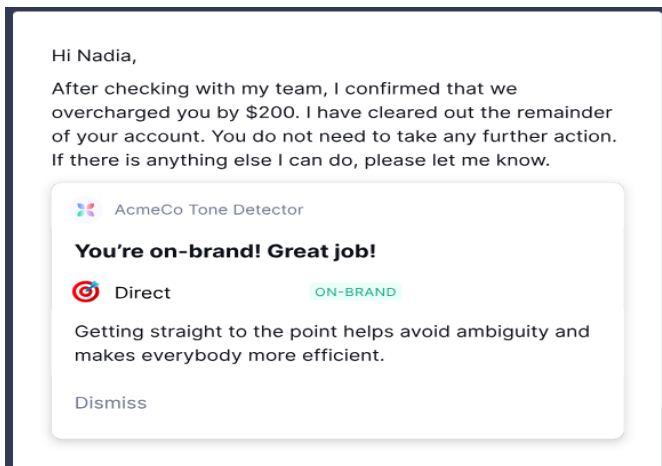 Hi Nadia,
After checking with my team, I confirmed that we
overcharged you by $200. I have cleared out the remainder
of your account. You do not need to take any further action.
If there is anything else I can do, please let me know.
AcmeCo Tone Detector
You’re on-brand! Great job!
Direct ON-BRAND
Getting straight to the point helps avoid ambiguity and
makes everybody more efficient.
Dismiss